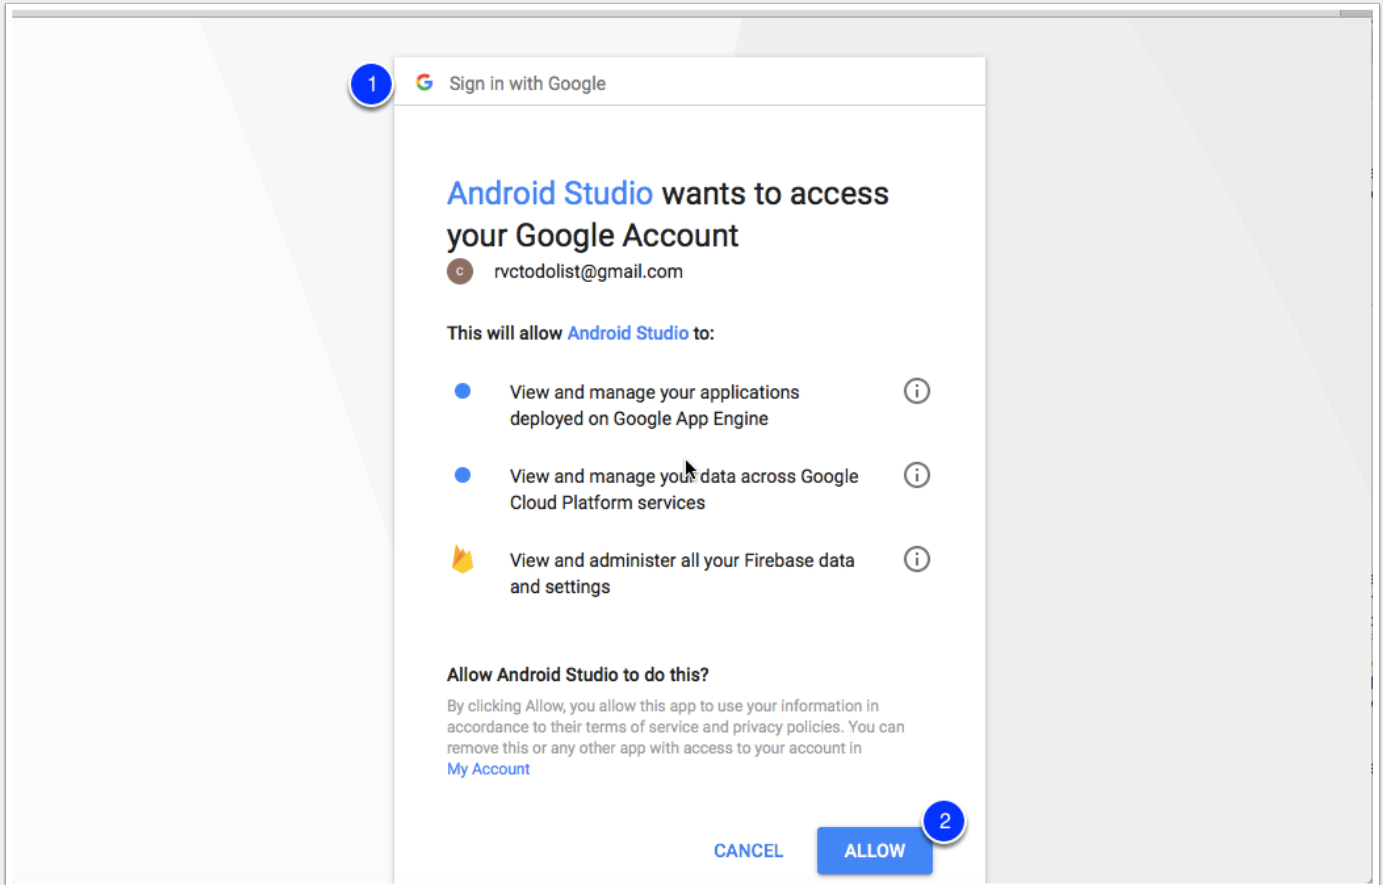 1
Sign in with Google
Android Studio wants to access
your Google Account
c
rvctodolist@gmail.com
This will allow Android Studio to:
View and manage your applications
deployed on Google App Engine
View and manage your data across Google
Cloud Platform services
View and administer all your Firebase data
and settings
Allow Android Studio to do this?
By clicking Allow, you allow this app to use your information in
accordance to their terms of service and privacy policies. You can
remove this or any other app with access to your account in
My Account
2
CANCEL ALLOW